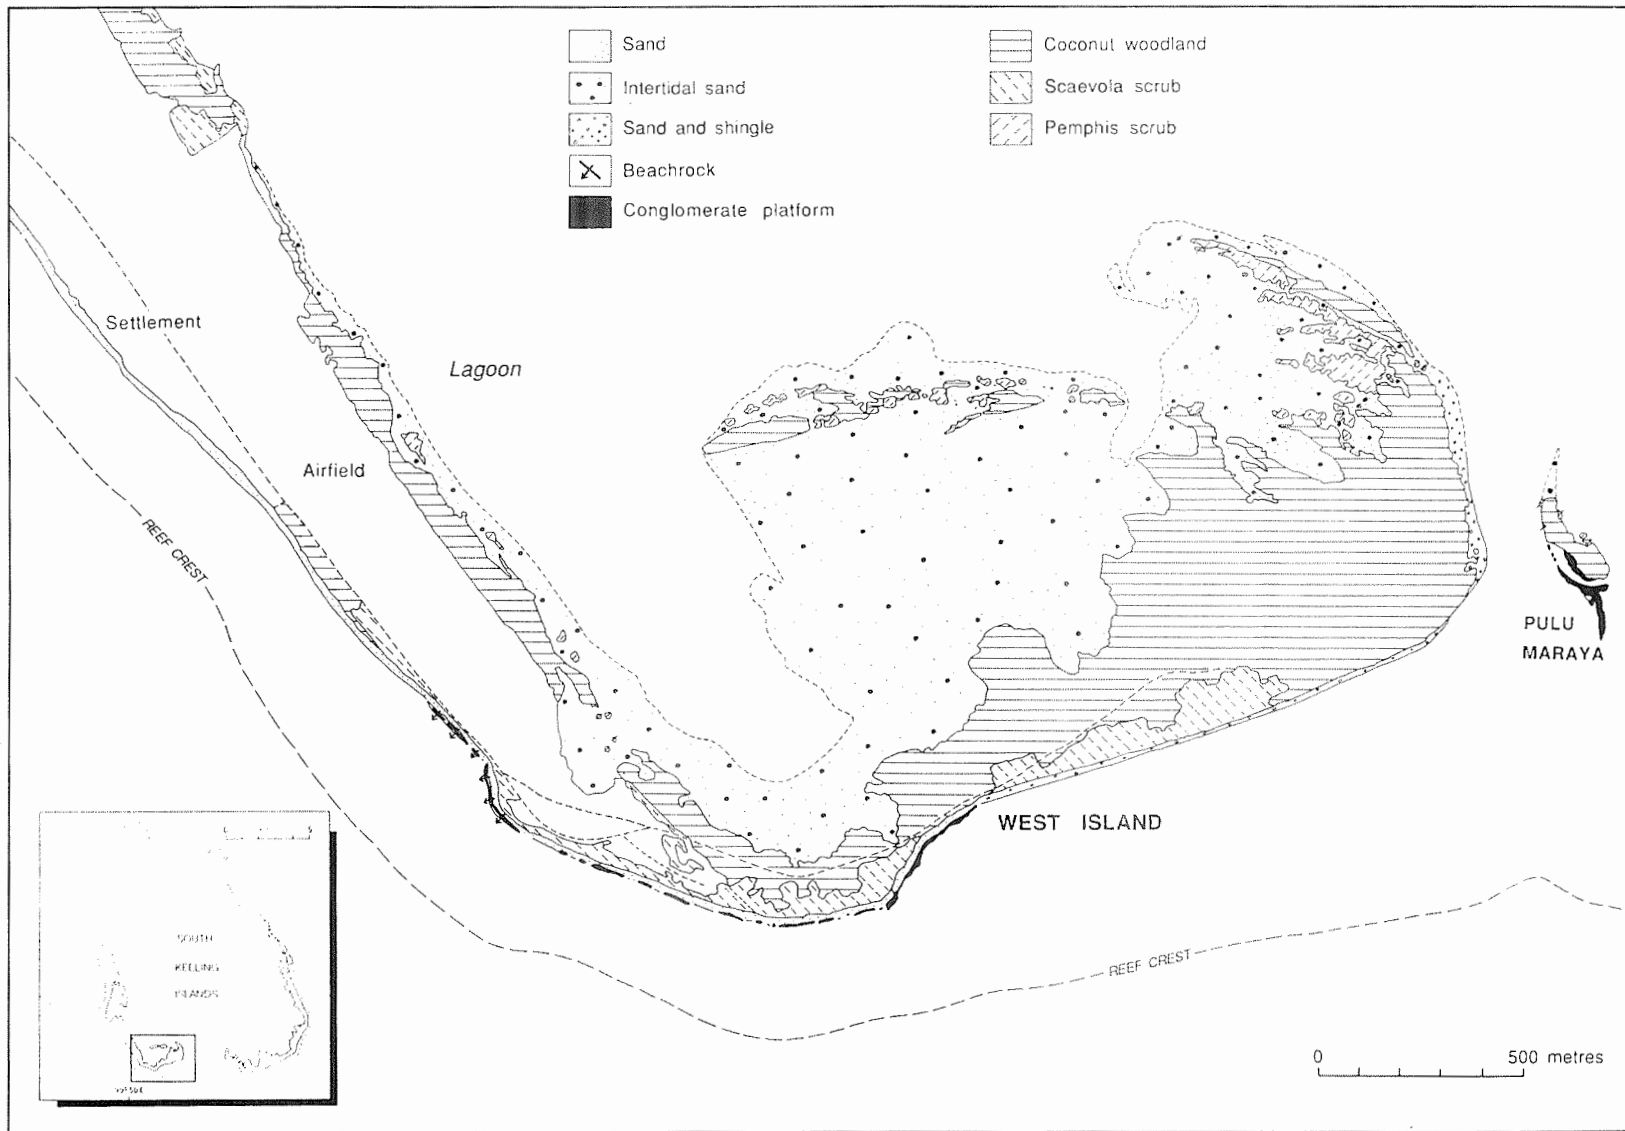 Sand
Intertidal sand
Sand and shingle
Beachrock
Conglomerate platform
Coconut woodland
Scaevola scrub
Pemphis scrub
Settlement
Lagoon
Airfield
REEF CREST
PULU
MARAYA
WEST ISLAND
REEF CREST
SOUTH
KEELING
ISLANDS
0 500 metres